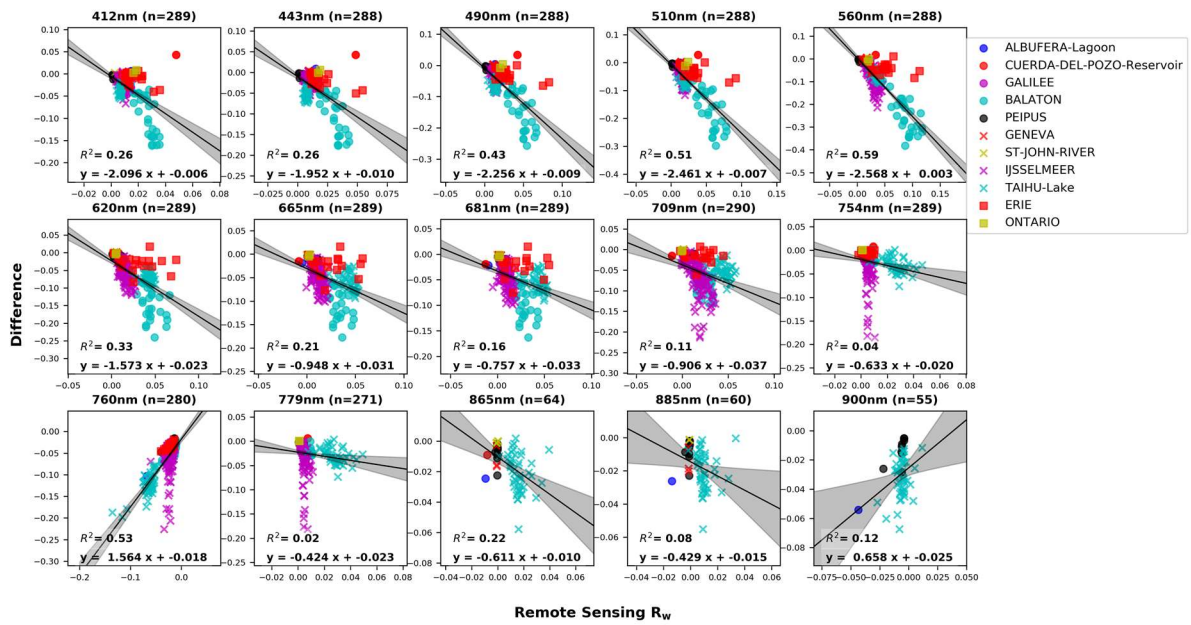 412nm (n=289) 443nm (n=288) 490nm (n=288) 510nm (n=288) 560nm (n=288)
R²= 0.26 R²= 0.26 R²= 0.43 R²= 0.51 R²= 0.59
y = -2.096 x + -0.006 y = -1.952 x + -0.010 y = -2.256 x + -0.009 y = -2.461 x + -0.007 y = -2.568 x + 0.003
ALBUFERA-Lagoon
CUERDA-DEL-POZO-Reservoir
GALILEE
BALATON
PEIPUS
GENEVA
ST-JOHN-RIVER
IJSSELMEER
TAIHU-Lake
ERIE
ONTARIO
620nm (n=289) 665nm (n=289) 681nm (n=289) 709nm (n=290) 754nm (n=289)
Difference
R²= 0.33 R²= 0.21 R²= 0.16 R²= 0.11 R²= 0.04
y = -1.573 x + -0.023 y = -0.948 x + -0.031 y = -0.757 x + -0.033 y = -0.906 x + -0.037 y = -0.633 x + -0.020
760nm (n=280) 779nm (n=271) 865nm (n=64) 885nm (n=60) 900nm (n=55)
R²= 0.53 R²= 0.02 R²= 0.22 R²= 0.08 R²= 0.12
y = 1.564 x + -0.018 y = -0.424 x + -0.023 y = -0.611 x + -0.010 y = -0.429 x + -0.015 y = 0.658 x + -0.025
Remote Sensing Rw